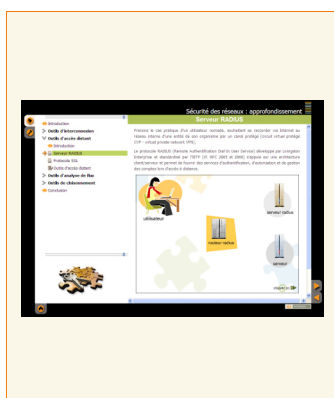 Sécurité des réseaux : approfondissement
Serveur RADIUS
Introduction
Outils d'interconnexion
Outils d'accès distant
Introduction
Serveur RADIUS
Protocole SSL
Outils d'accès distant
Outils d'analyse de flux
Outils de cloisonnement
Conclusion
Prenons le cas pratique d'un utilisateur nomade, souhaitant se raccorder via Internet au
réseau interne d'une entité de son organisme par un canal protégé (circuit virtuel protégé
(VP - virtual private network VPN).
Le protocole RADIUS (Remote Authentification Dial In User Service) développé par Livingston
Enterprise et standardisé par l'IETF (cf. RFC 2865 et 2866) s'appuie sur une architecture
client/serveur et permet de fournir des services d'authentification, d'autorisation et de gestion
des comptes lors d'accès à distance.
utilisateur
serveur radius
serveur